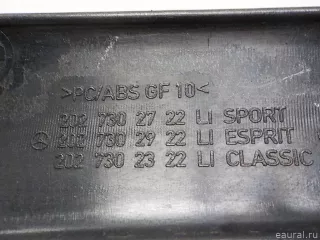 >PC/ABS GF 10<
202 730 27 22 LI SPORT
202 730 29 22 LI ESPRIT
202 730 23 22 LI CLASSIC
eaural.ru